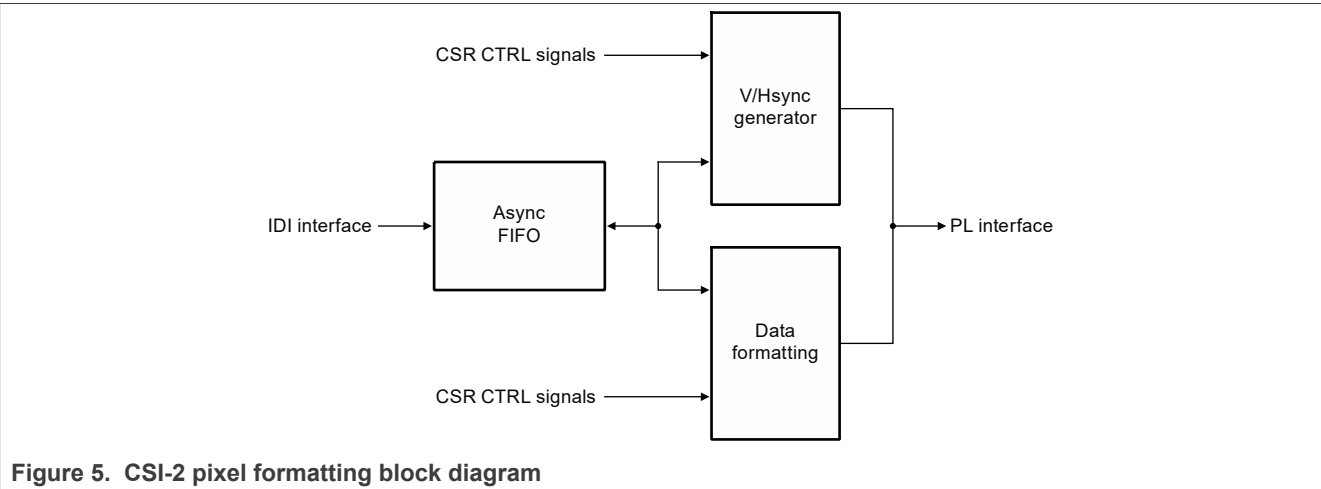 CSR CTRL signals
V/Hsync
generator
IDI interface
Async
FIFO
PL interface
Data
formatting
CSR CTRL signals
Figure 5. CSI-2 pixel formatting block diagram